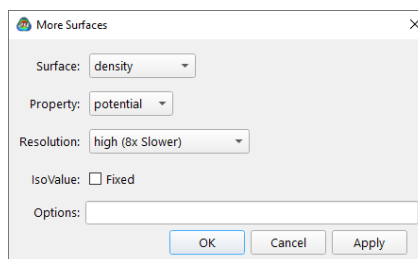 More Surfaces
Surface: density
Property: potential
Resolution: high (8x Slower)
IsoValue: Fixed
Options:
OK Cancel Apply